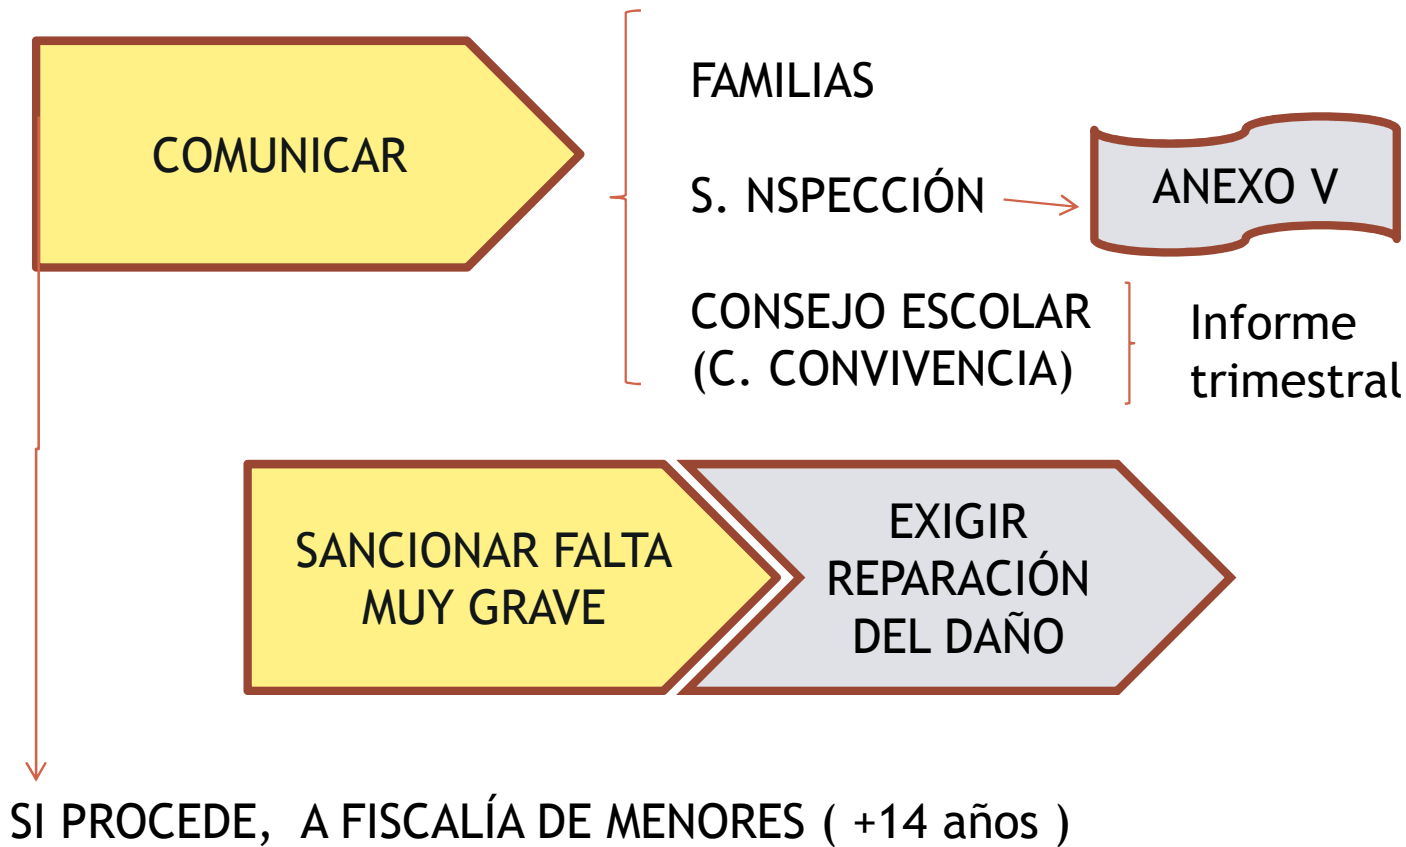 COMUNICAR
FAMILIAS
S. NSPECCIÓN
ANEXO V
CONSEJO ESCOLAR
(C. CONVIVENCIA)
Informe
trimestral
SANCIONAR FALTA
MUY GRAVE
EXIGIR
REPARACIÓN
DEL DAÑO
SI PROCEDE,  A FISCALÍA DE MENORES ( +14 años )